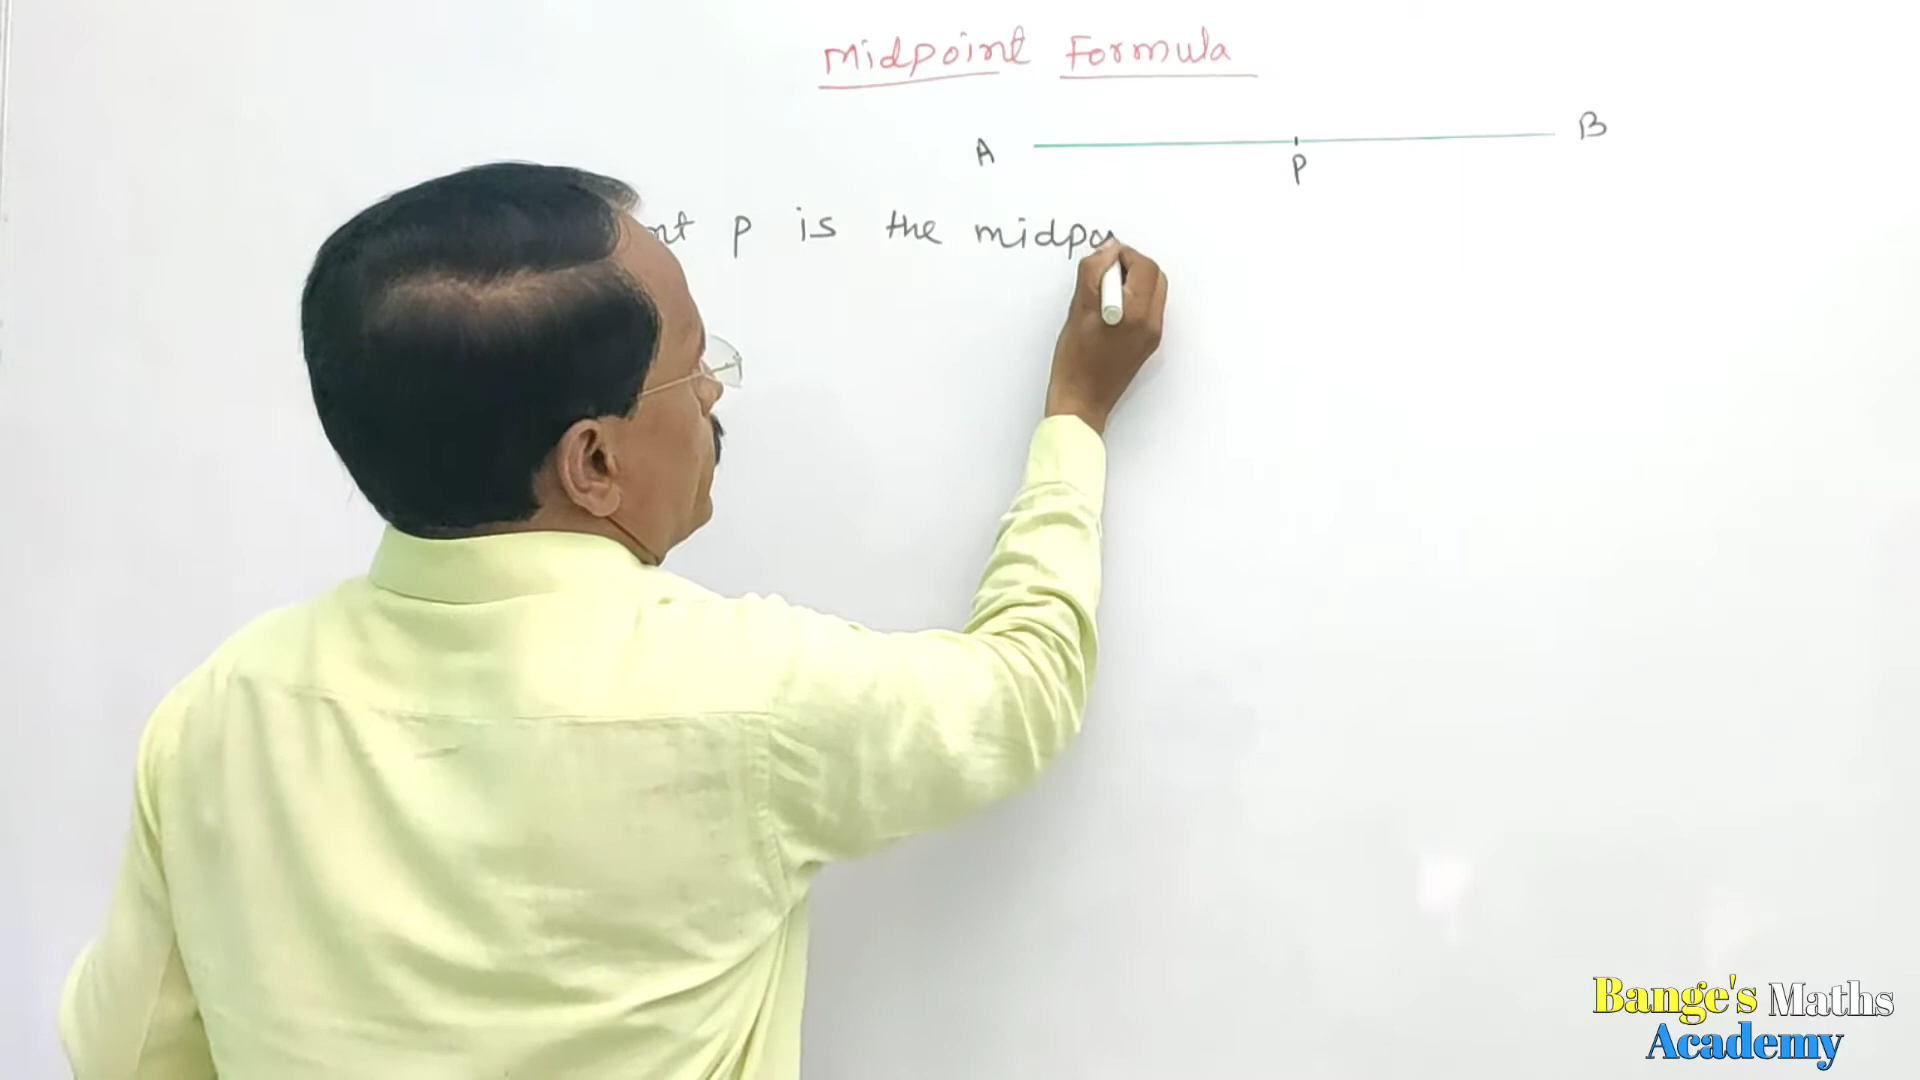 Midpoint Formula
A B
P
nt P is the midpo
Bange's Maths
Academy